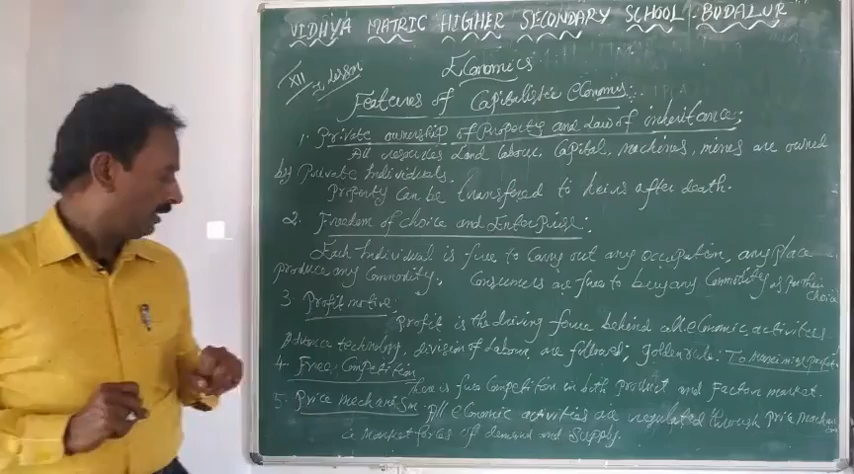 VIDHYA MATRIC HIGHER SECONDARY SCHOOL - BUDALUR
XII
I lesson
Economics
Features of Capitalistic economy:
1. Private ownership of Property and Law of inheritance:
All resources Land labour, Capital, machines, mines are owned
by Private Individuals.
Property can be transfered to heirs after death.
2. Freedom of choice and Enterprise:
Each Individual is free to carry out any occupation, any place
produce any Commodity. Consumers are free to buy any Commodity as per their
choice
3 Profit motive:
Profit is the driving force behind all economic activities
Advance technology, division of Labour are followed; golden rule: To maximise profit.
4. Free Competition
There is free Competition in both Product and Factor market.
5. Price mechanism: All economic activities are regulated through price
in market forces of demand and supply.